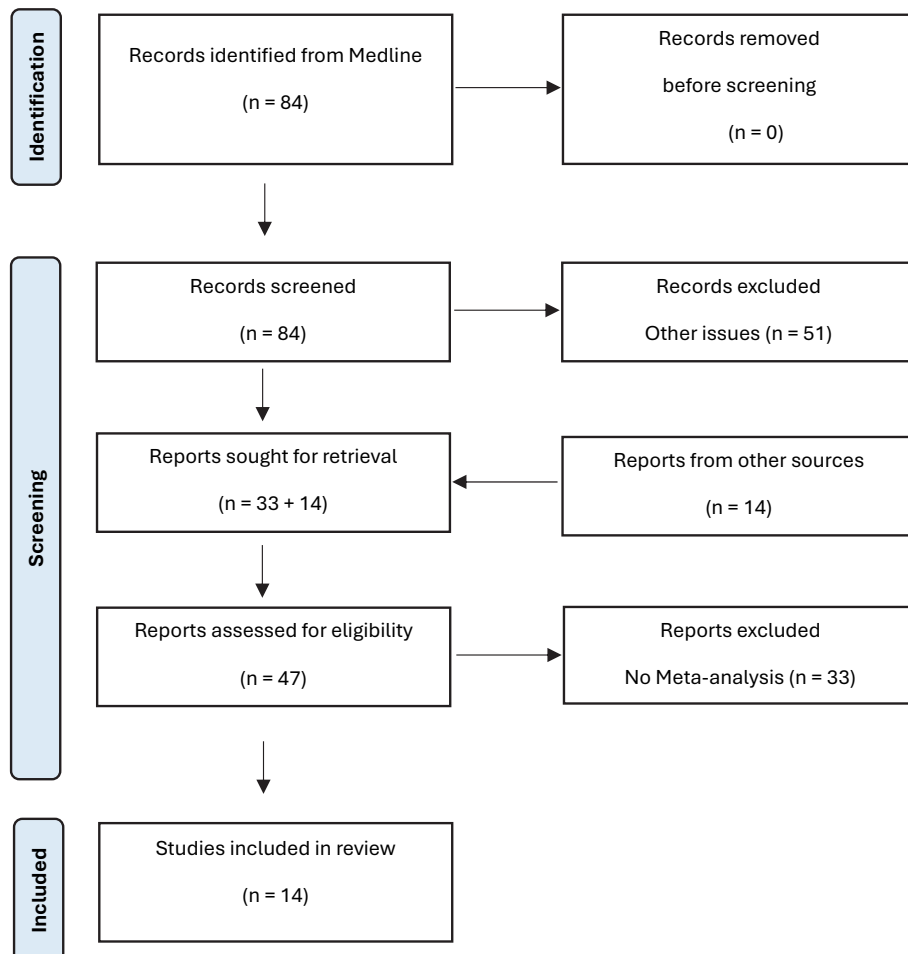 Identification
Records identified from Medline
(n = 84)
Records removed
before screening
(n = 0)
Screening
Records screened
(n = 84)
Records excluded
Other issues (n = 51)
Reports sought for retrieval
(n = 33 + 14)
Reports from other sources
(n = 14)
Reports assessed for eligibility
(n = 47)
Reports excluded
No Meta-analysis (n = 33)
Included
Studies included in review
(n = 14)